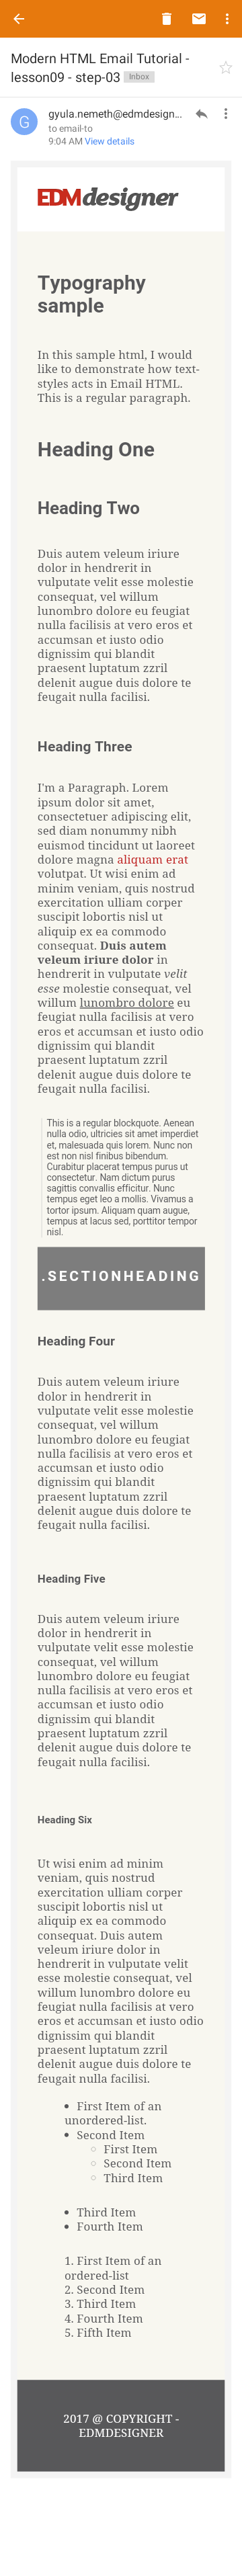 Modern HTML Email Tutorial -
lesson09 - step-03 Inbox
G
gyula.nemeth@edmdesign...
to email-to
9:04 AM View details
EDMdesigner
Typography
sample
In this sample html, I would
like to demonstrate how text-
styles acts in Email HTML.
This is a regular paragraph.
Heading One
Heading Two
Duis autem veleum iriure
dolor in hendrerit in
vulputate velit esse molestie
consequat, vel willum
lunombro dolore eu feugiat
nulla facilisis at vero eros et
accumsan et iusto odio
dignissim qui blandit
praesent luptatum zzril
delenit augue duis dolore te
feugait nulla facilisi.
Heading Three
I'm a Paragraph. Lorem
ipsum dolor sit amet,
consectetuer adipiscing elit,
sed diam nonummy nibh
euismod tincidunt ut laoreet
dolore magna aliquam erat
volutpat. Ut wisi enim ad
minim veniam, quis nostrud
exercitation ulliam corper
suscipit lobortis nisl ut
aliquip ex ea commodo
consequat. Duis autem
veleum iriure dolor in
hendrerit in vulputate velit
esse molestie consequat, vel
willum lunombro dolore eu
feugiat nulla facilisis at vero
eros et accumsan et iusto odio
dignissim qui blandit
praesent luptatum zzril
delenit augue duis dolore te
feugait nulla facilisi.
This is a regular blockquote. Aenean
nulla odio, ultricies sit amet imperdiet
et, malesuada quis lorem. Nunc non
est non nisl finibus bibendum.
Curabitur placerat tempus purus ut
consectetur. Nam dictum purus
sagittis convallis efficitur. Nunc
tempus eget leo a mollis. Vivamus a
tortor ipsum. Aliquam quam augue,
tempus at lacus sed, porttitor tempor
nisl.
.SECTIONHEADING
Heading Four
Duis autem veleum iriure
dolor in hendrerit in
vulputate velit esse molestie
consequat, vel willum
lunombro dolore eu feugiat
nulla facilisis at vero eros et
accumsan et iusto odio
dignissim qui blandit
praesent luptatum zzril
delenit augue duis dolore te
feugait nulla facilisi.
Heading Five
Duis autem veleum iriure
dolor in hendrerit in
vulputate velit esse molestie
consequat, vel willum
lunombro dolore eu feugiat
nulla facilisis at vero eros et
accumsan et iusto odio
dignissim qui blandit
praesent luptatum zzril
delenit augue duis dolore te
feugait nulla facilisi.
Heading Six
Ut wisi enim ad minim
veniam, quis nostrud
exercitation ulliam corper
suscipit lobortis nisl ut
aliquip ex ea commodo
consequat. Duis autem
veleum iriure dolor in
hendrerit in vulputate velit
esse molestie consequat, vel
willum lunombro dolore eu
feugiat nulla facilisis at vero
eros et accumsan et iusto odio
dignissim qui blandit
praesent luptatum zzril
delenit augue duis dolore te
feugait nulla facilisi.
• First Item of an
unordered-list.
• Second Item
○ First Item
○ Second Item
○ Third Item
• Third Item
• Fourth Item
1. First Item of an
ordered-list
2. Second Item
3. Third Item
4. Fourth Item
5. Fifth Item
2017 @ COPYRIGHT -
EDMDESIGNER